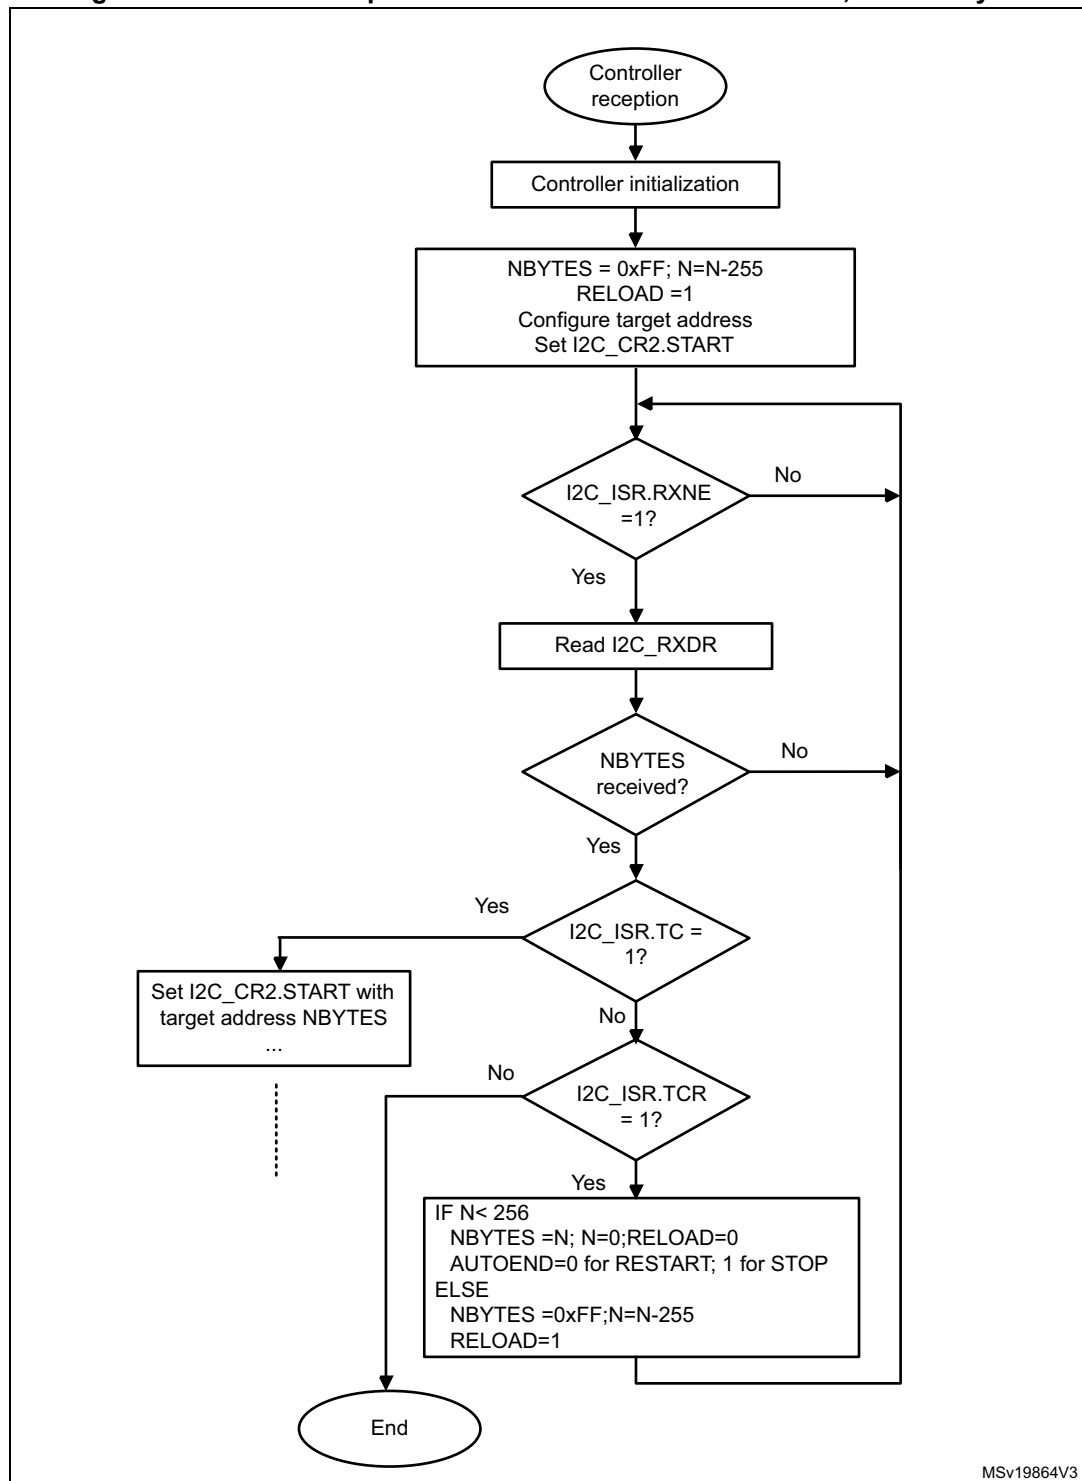 Controller
reception
Controller initialization
NBYTES = 0xFF; N=N-255
RELOAD =1
Configure target address
Set I2C_CR2.START
I2C_ISR.RXNE
=1?
No
Yes
Read I2C_RXDR
NBYTES
received?
No
Yes
I2C_ISR.TC =
1?
Yes
Set I2C_CR2.START with
target address NBYTES
...
No
I2C_ISR.TCR
= 1?
No
Yes
IF N< 256
NBYTES =N; N=0;RELOAD=0
AUTOEND=0 for RESTART; 1 for STOP
ELSE
NBYTES =0xFF;N=N-255
RELOAD=1
End
MSv19864V3